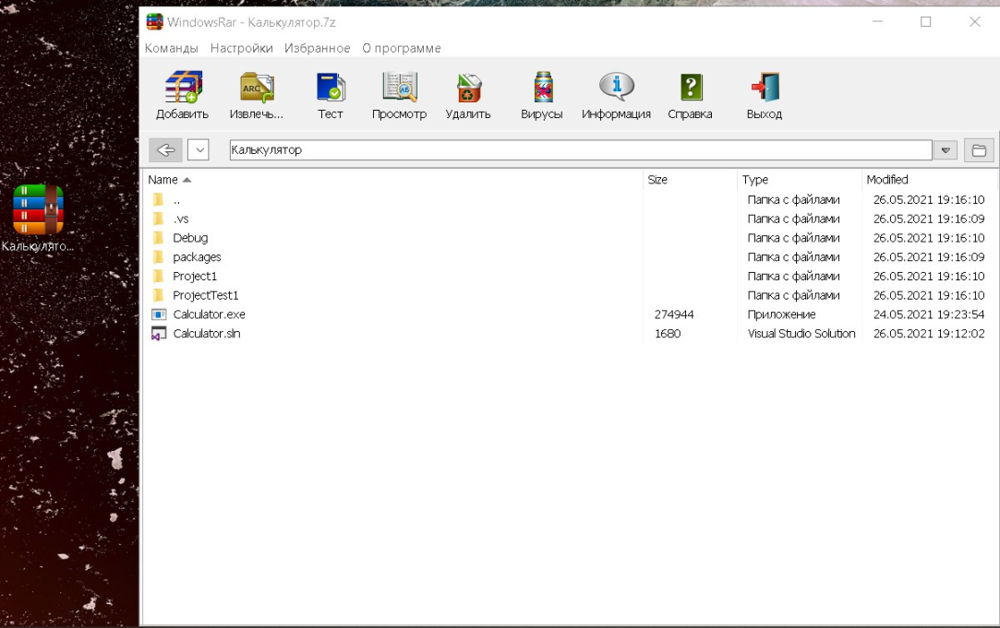 WindowsRar - Калькулятор.7z
Команды Настройки Избранное О программе
Добавить Извлечь... Тест Просмотр Удалить Вирусы Информация Справка Выход
Калькулятор
Name Size Type Modified
.. Папка с файлами 26.05.2021 19:16:10
.vs Папка с файлами 26.05.2021 19:16:09
Debug Папка с файлами 26.05.2021 19:16:10
packages Папка с файлами 26.05.2021 19:16:09
Project1 Папка с файлами 26.05.2021 19:16:10
ProjectTest1 Папка с файлами 26.05.2021 19:16:10
Calculator.exe 274944 Приложение 24.05.2021 19:23:54
Calculator.sln 1680 Visual Studio Solution 26.05.2021 19:12:02
Калькулято...